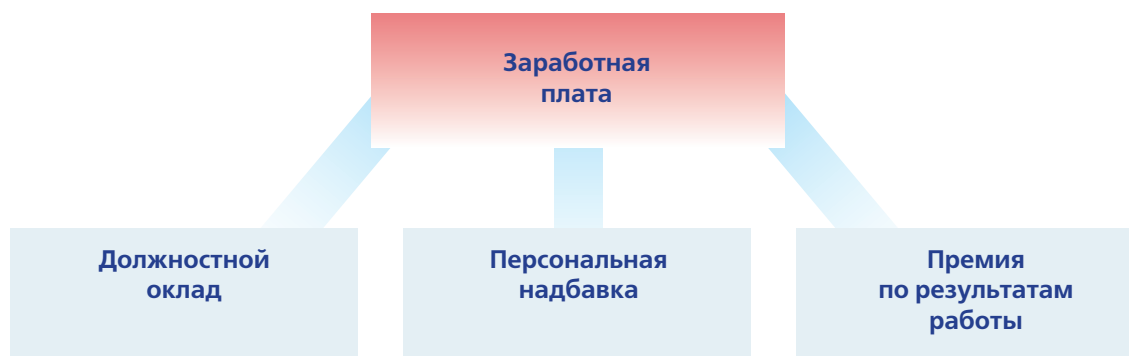 Заработная
плата
Должностной
оклад
Персональная
надбавка
Премия
по результатам
работы